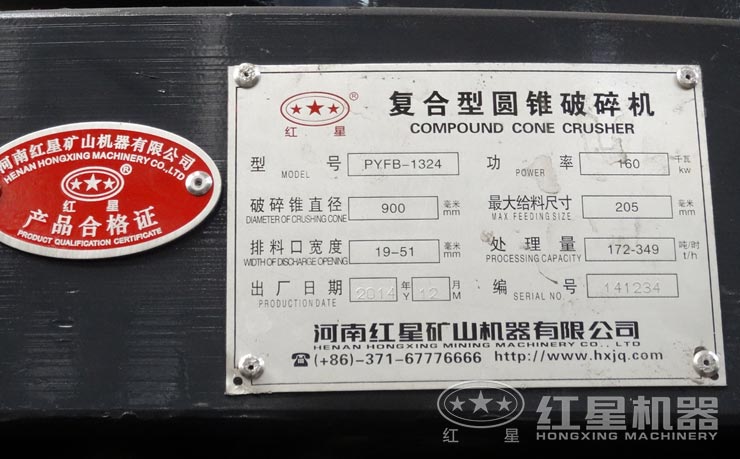 河南红星矿山机器有限公司
HENAN HONGXING MACHINERY CO.,LTD
®
红 星
产品合格证
PRODUCT QUALIFICATION CERTIFICATE
®
红 星
复合型圆锥破碎机
COMPOUND CONE CRUSHER
型 号 MODEL PYFB-1324 功 率 POWER 160 千瓦 kw
破碎锥直径 DIAMETER OF CRUSHING CONE 900 毫米 mm 最大给料尺寸 MAX FEEDING SIZE 205 毫米 mm
排料口宽度 WIDTH OF DISCHARGE OPENING 19-51 毫米 mm 处 理 量 PROCESSING CAPACITY 172-349 吨/时 t/h
出 厂 日 期 PRODUCTION DATE 2014 年 Y 12 月 M 编 号 SERIAL NO 141234
河南红星矿山机器有限公司
HENAN HONGXING MINING MACHINERY CO., LTD
☎(+86)-371-67776666 http://www.hxjq.com
红 星
®
红星机器
HONGXING MACHINERY